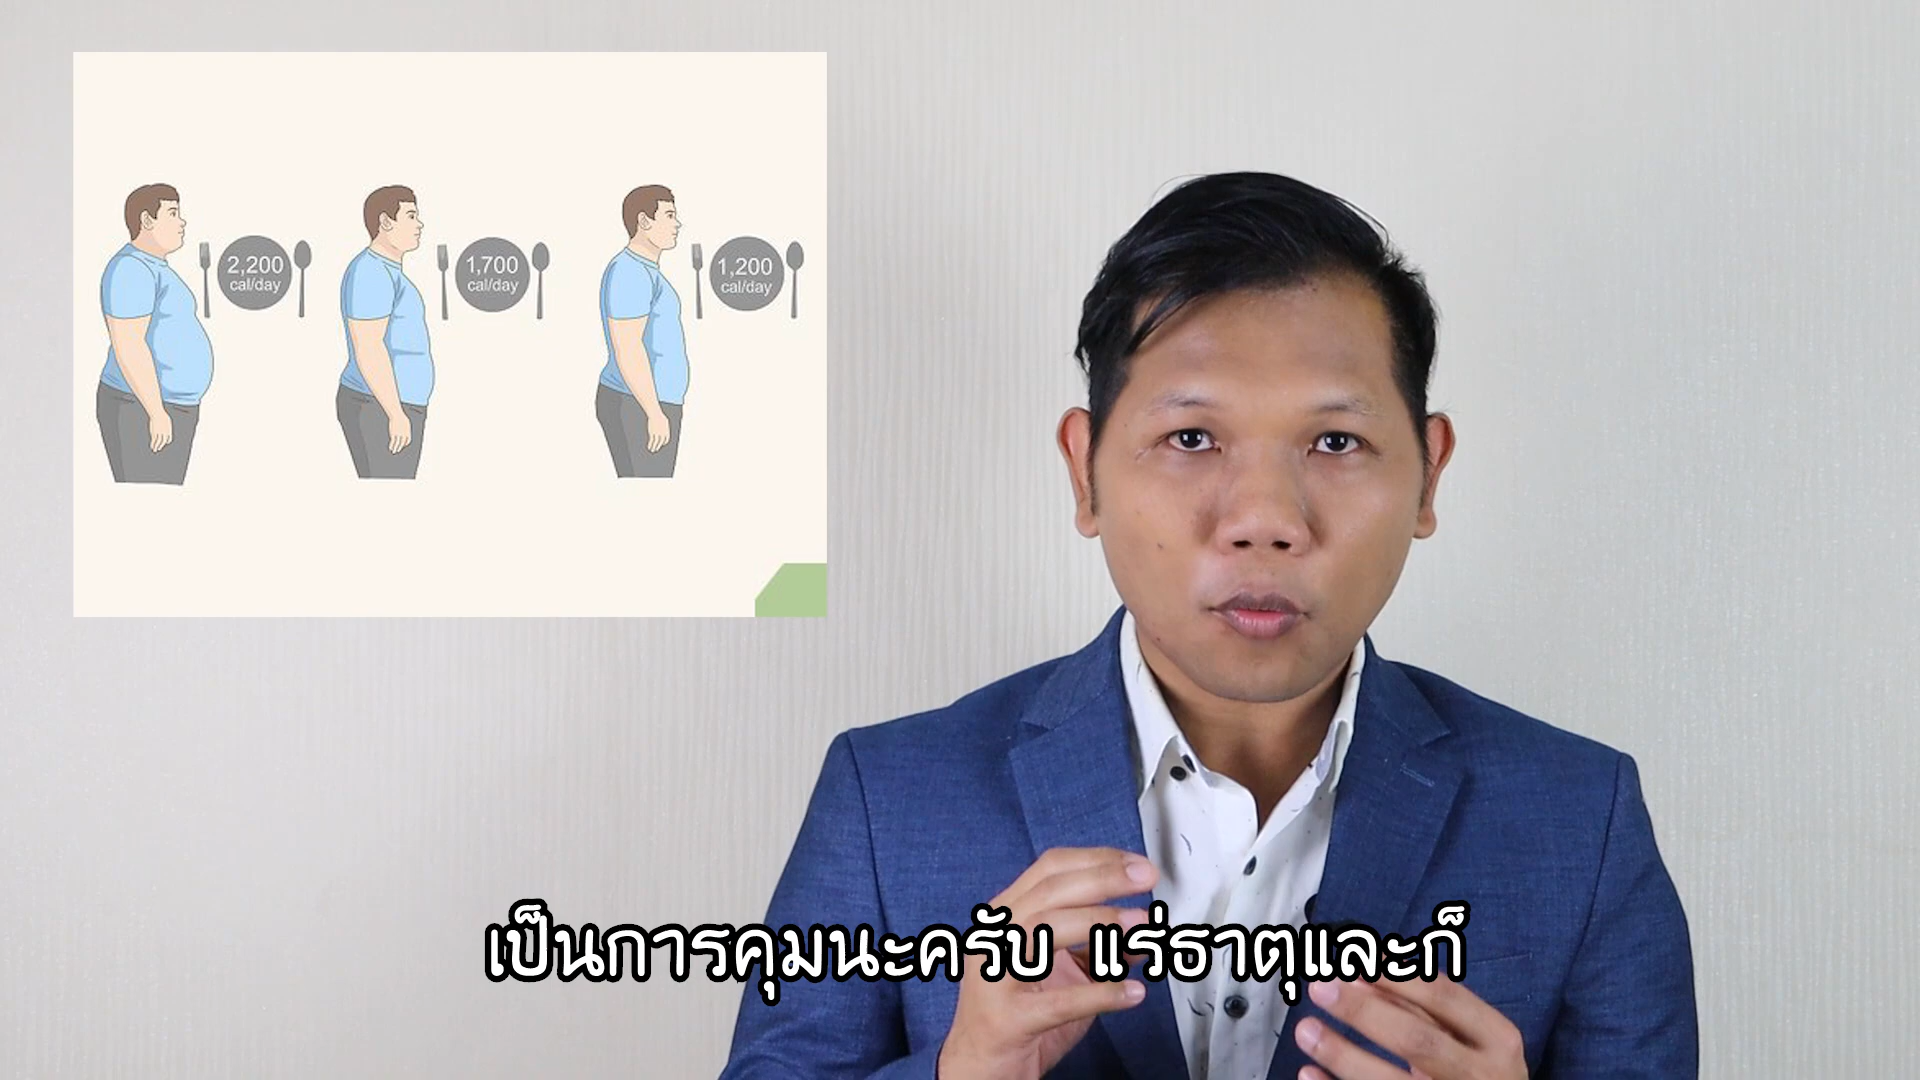 2,200
cal/day
1,700
cal/day
1,200
cal/day
เป็นการคุมนะครับ แร่ธาตุและก็